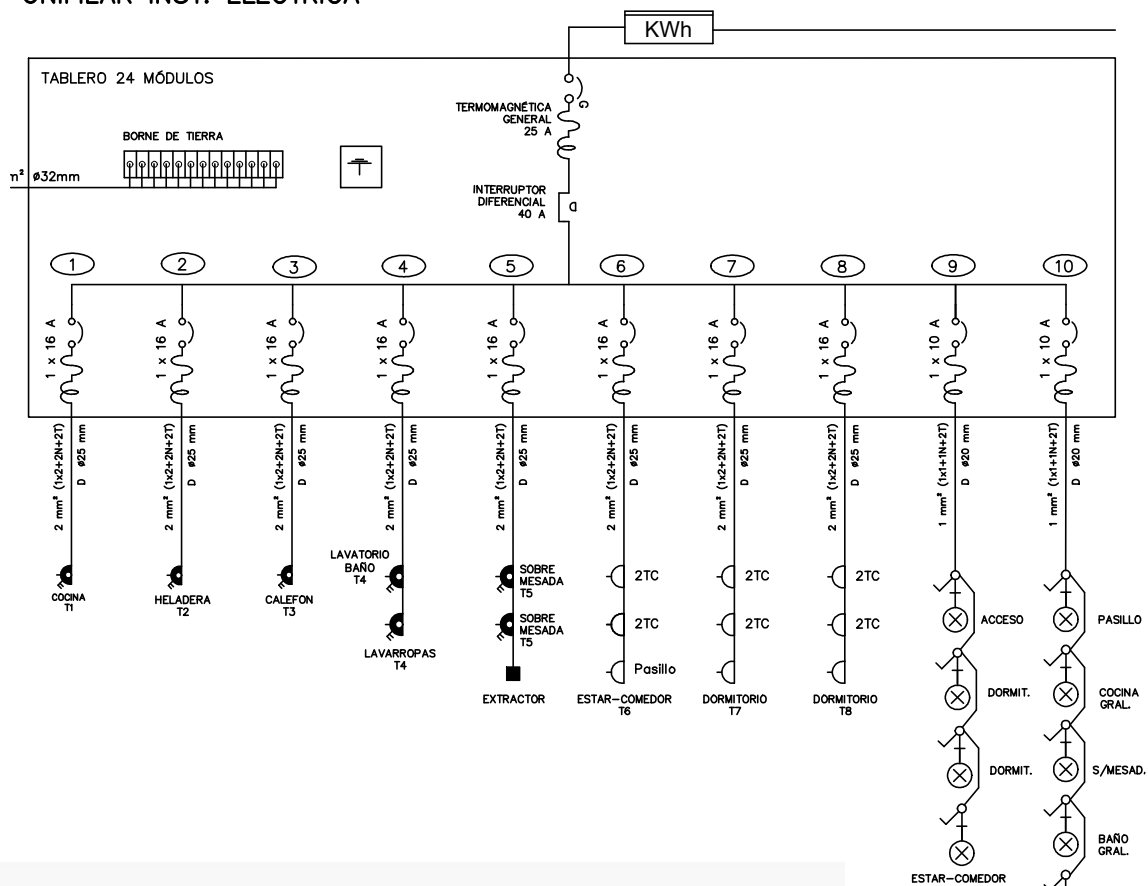 UNIFILAR INST. ELECTRICA
KWh
TABLERO 24 MÓDULOS
TERMOMAGNÉTICA
GENERAL
25 A
G
BORNE DE TIERRA
m² ø32mm
INTERRUPTOR
DIFERENCIAL
40 A
D
1
2
3
4
5
6
7
8
9
10
1 x 16 A
1 x 16 A
1 x 16 A
1 x 16 A
1 x 16 A
1 x 16 A
1 x 16 A
1 x 16 A
1 x 10 A
1 x 10 A
2 mm² (1x2+2N+2T)
D ø25 mm
2 mm² (1x2+2N+2T)
D ø25 mm
2 mm² (1x2+2N+2T)
D ø25 mm
2 mm² (1x2+2N+2T)
D ø25 mm
2 mm² (1x2+2N+2T)
D ø25 mm
2 mm² (1x2+2N+2T)
D ø25 mm
2 mm² (1x2+2N+2T)
D ø25 mm
2 mm² (1x2+2N+2T)
D ø25 mm
1 mm² (1x1+1N+2T)
D ø20 mm
1 mm² (1x1+1N+2T)
D ø20 mm
COCINA
T1
HELADERA
T2
CALEFON
T3
LAVATORIO
BAÑO
T4
LAVARROPAS
T4
SOBRE
MESADA
T5
SOBRE
MESADA
T5
EXTRACTOR
2TC
2TC
Pasillo
ESTAR-COMEDOR
T6
2TC
2TC
DORMITORIO
T7
2TC
2TC
DORMITORIO
T8
ACCESO
DORMIT.
DORMIT.
ESTAR-COMEDOR
PASILLO
COCINA
GRAL.
S/MESAD.
BAÑO
GRAL.